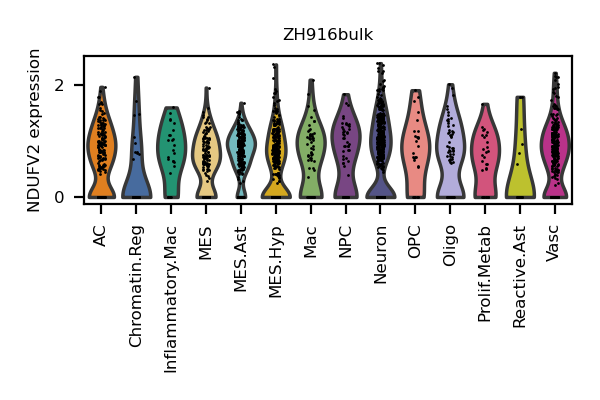 ZH916bulk
NDUFV2 expression
2
0
AC
Chromatin.Reg
Inflammatory.Mac
MES
MES.Ast
MES.Hyp
Mac
NPC
Neuron
OPC
Oligo
Prolif.Metab
Reactive.Ast
Vasc